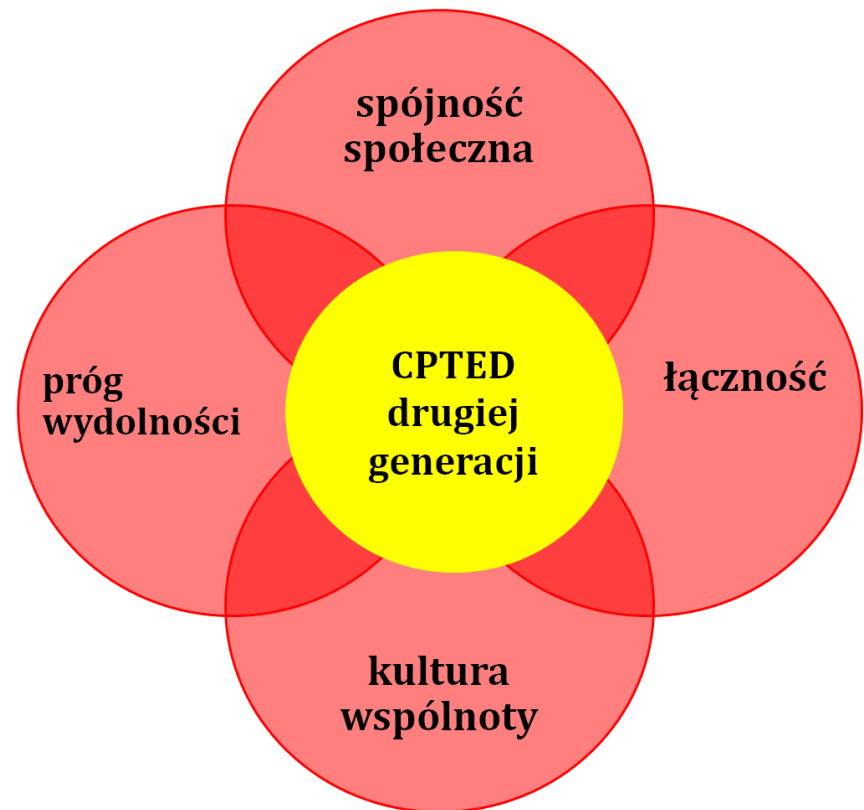 spójność
społeczna
próg
wydolności
CPTED
drugiej
generacji
łączność
kultura
wspólnoty